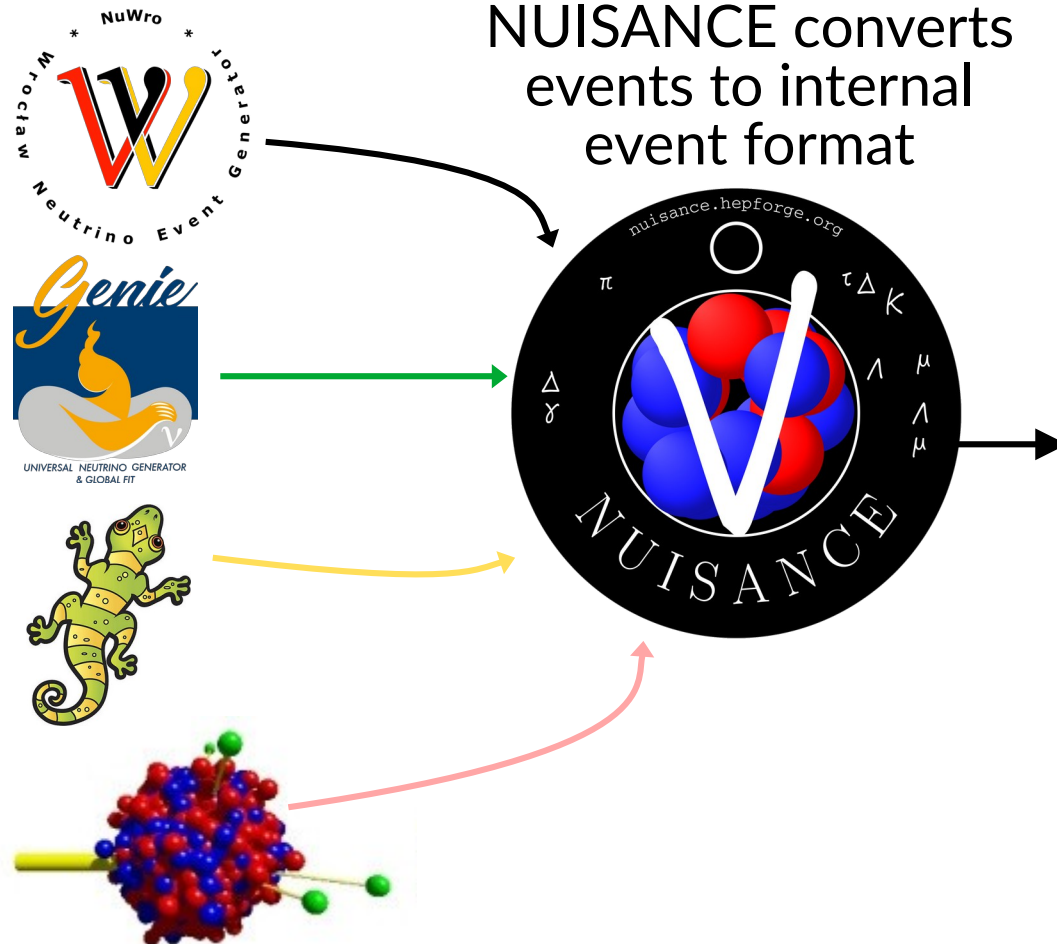 NuWro
* Wrocław Neutrino Event Generator *
NUISANCE converts
events to internal
event format
Genie
ν
UNIVERSAL NEUTRINO GENERATOR
& GLOBAL FIT
nuisance.hepforge.org
π
τ Δ K
Λ μ
Δ
γ
Λ
μ
NUISANCE